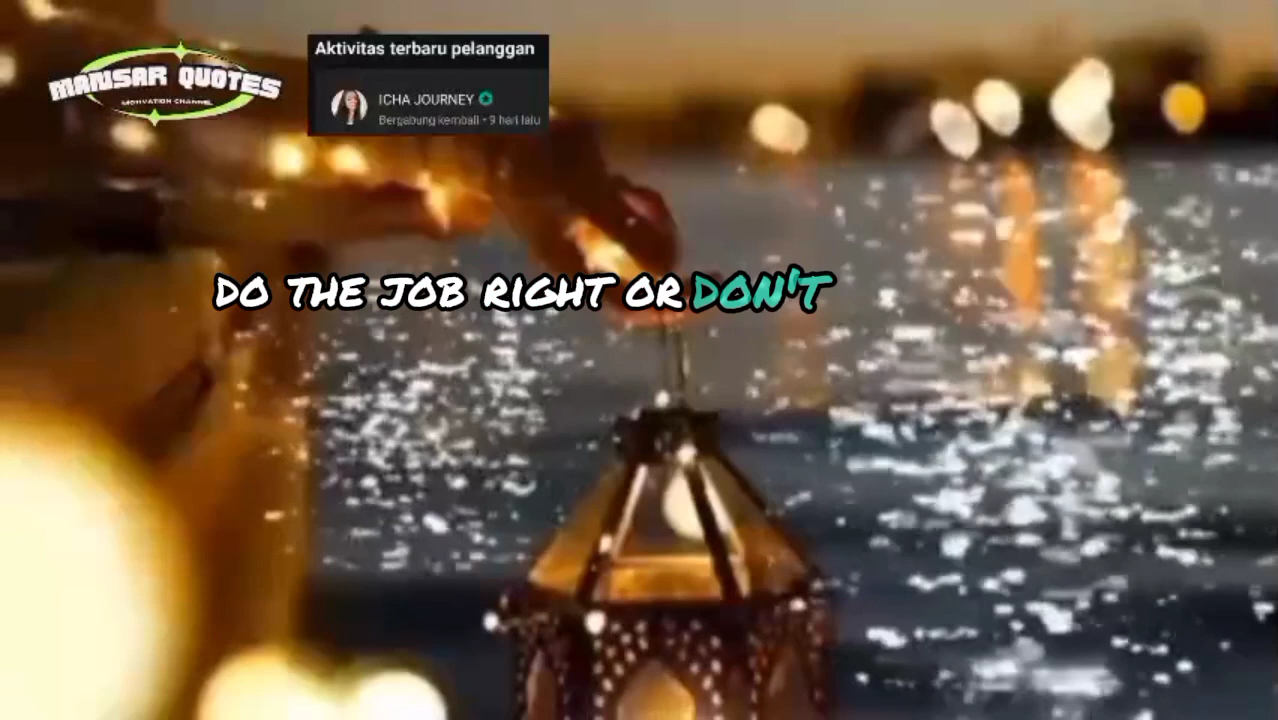 MANSAR QUOTES
MOTIVATION CHANNEL
Aktivitas terbaru pelanggan
ICHA JOURNEY
Bergabung kembali • 9 hari lalu
DO THE JOB RIGHT OR DON'T